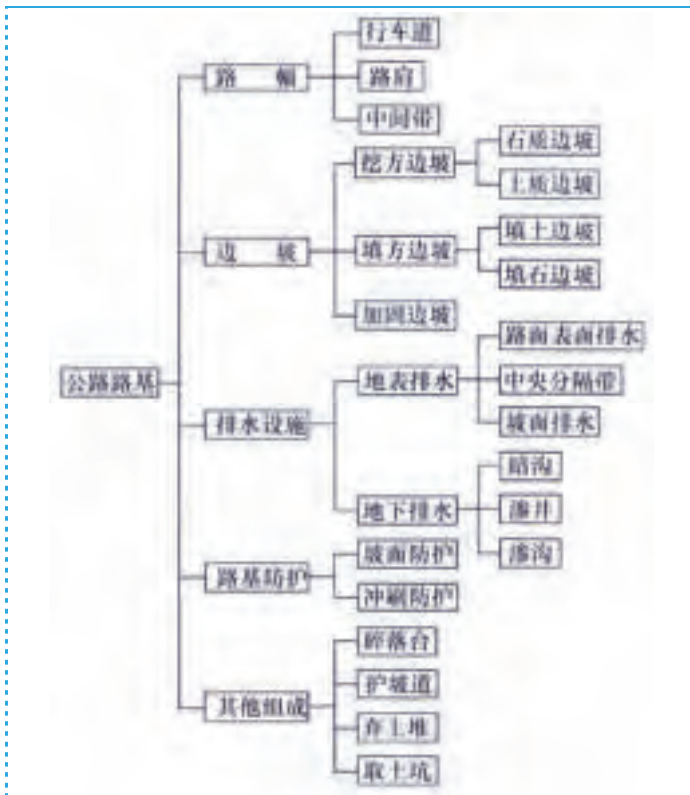 公路路基
路幅
行车道
路肩
中间带
边坡
挖方边坡
石质边坡
土质边坡
填方边坡
填土边坡
填石边坡
加固边坡
排水设施
地表排水
路面表面排水
中央分隔带
坡面排水
地下排水
暗沟
渗井
渗沟
路基防护
坡面防护
冲刷防护
其他组成
碎落台
护坡道
弃土堆
取土坑